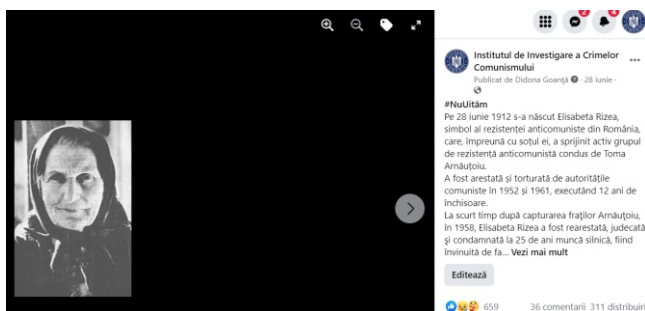 2
4
Institutul de Investigare a Crimelor
Comunismului
Publicat de Didona Goanță · 28 iunie ·
#NuUităm
Pe 28 iunie 1912 s-a născut Elisabeta Rizea,
simbol al rezistenței anticomuniste din România,
care, împreună cu soțul ei, a sprijinit activ grupul
de rezistență anticomunistă condus de Toma
Arnăuțoiu.
A fost arestată și torturată de autoritățile
comuniste în 1952 și 1961, executând 12 ani de
închisoare.
La scurt timp după capturarea fraților Arnăuțoiu,
în 1958, Elisabeta Rizea a fost rearestată, judecată
și condamnată la 25 de ani muncă silnică, fiind
învinuită de fa... Vezi mai mult
Editează
659 36 comentarii 311 distribuiri